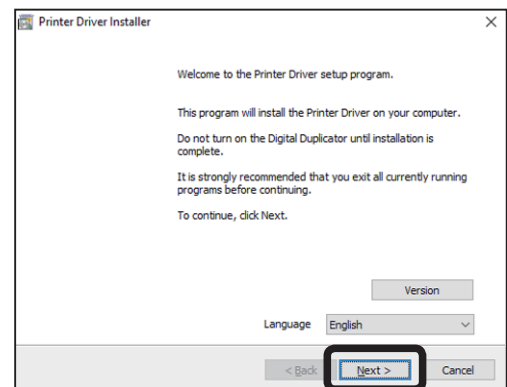 Printer Driver Installer
Welcome to the Printer Driver setup program.
This program will install the Printer Driver on your computer.
Do not turn on the Digital Duplicator until installation is
complete.
It is strongly recommended that you exit all currently running
programs before continuing.
To continue, click Next.
Version
Language English
< Back Next > Cancel